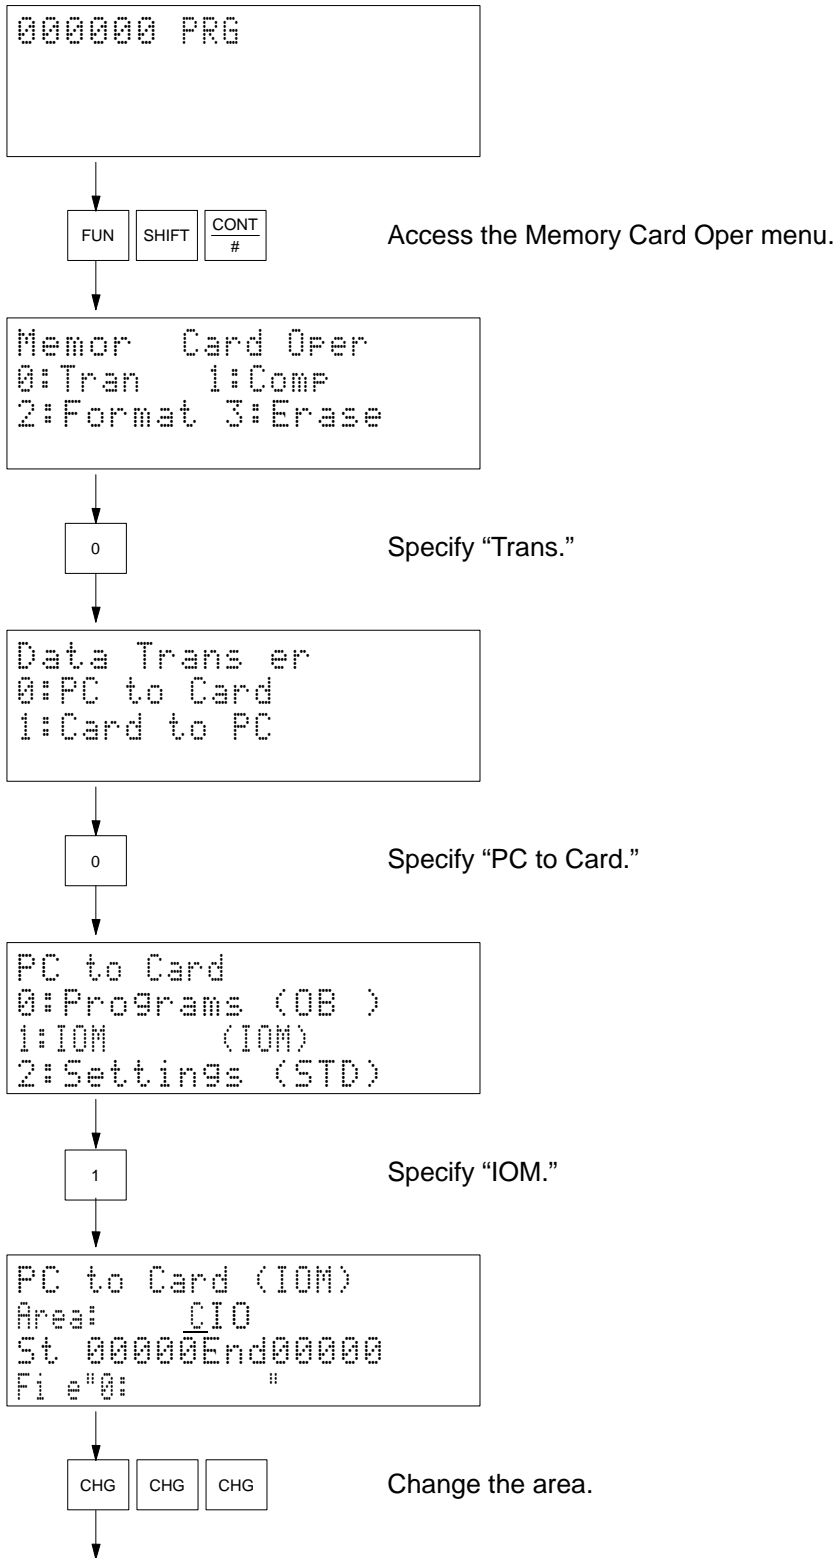 000000 PRG
FUN SHIFT CONT
#
Access the Memory Card Oper menu.
Memor Card Oper
0:Tran 1:Comp
2:Format 3:Erase
0
Specify “Trans.”
Data Trans er
0:PC to Card
1:Card to PC
0
Specify “PC to Card.”
PC to Card
0:Programs (OB )
1:IOM (IOM)
2:Settings (STD)
1
Specify “IOM.”
PC to Card (IOM)
Area: CIO
St 00000End00000
Fi e"0: "
CHG CHG CHG
Change the area.